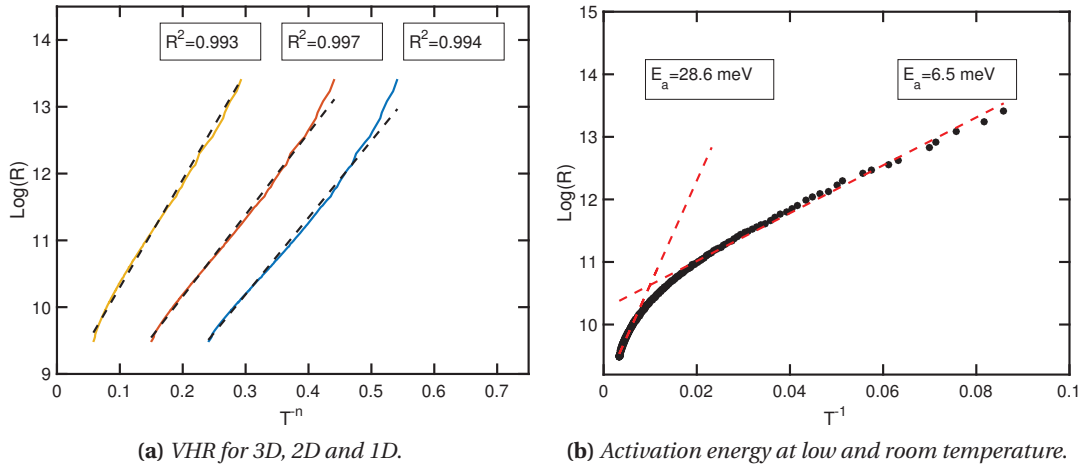 14
13
12
11
10
9
R²=0.993
R²=0.997
R²=0.994
Log(R)
0
0.1
0.2
0.3
0.4
0.5
0.6
0.7
T⁻ⁿ
(a) VHR for 3D, 2D and 1D.
15
14
13
12
11
10
Eₐ=28.6 meV
Eₐ=6.5 meV
Log(R)
0
0.02
0.04
0.06
0.08
0.1
T⁻¹
(b) Activation energy at low and room temperature.